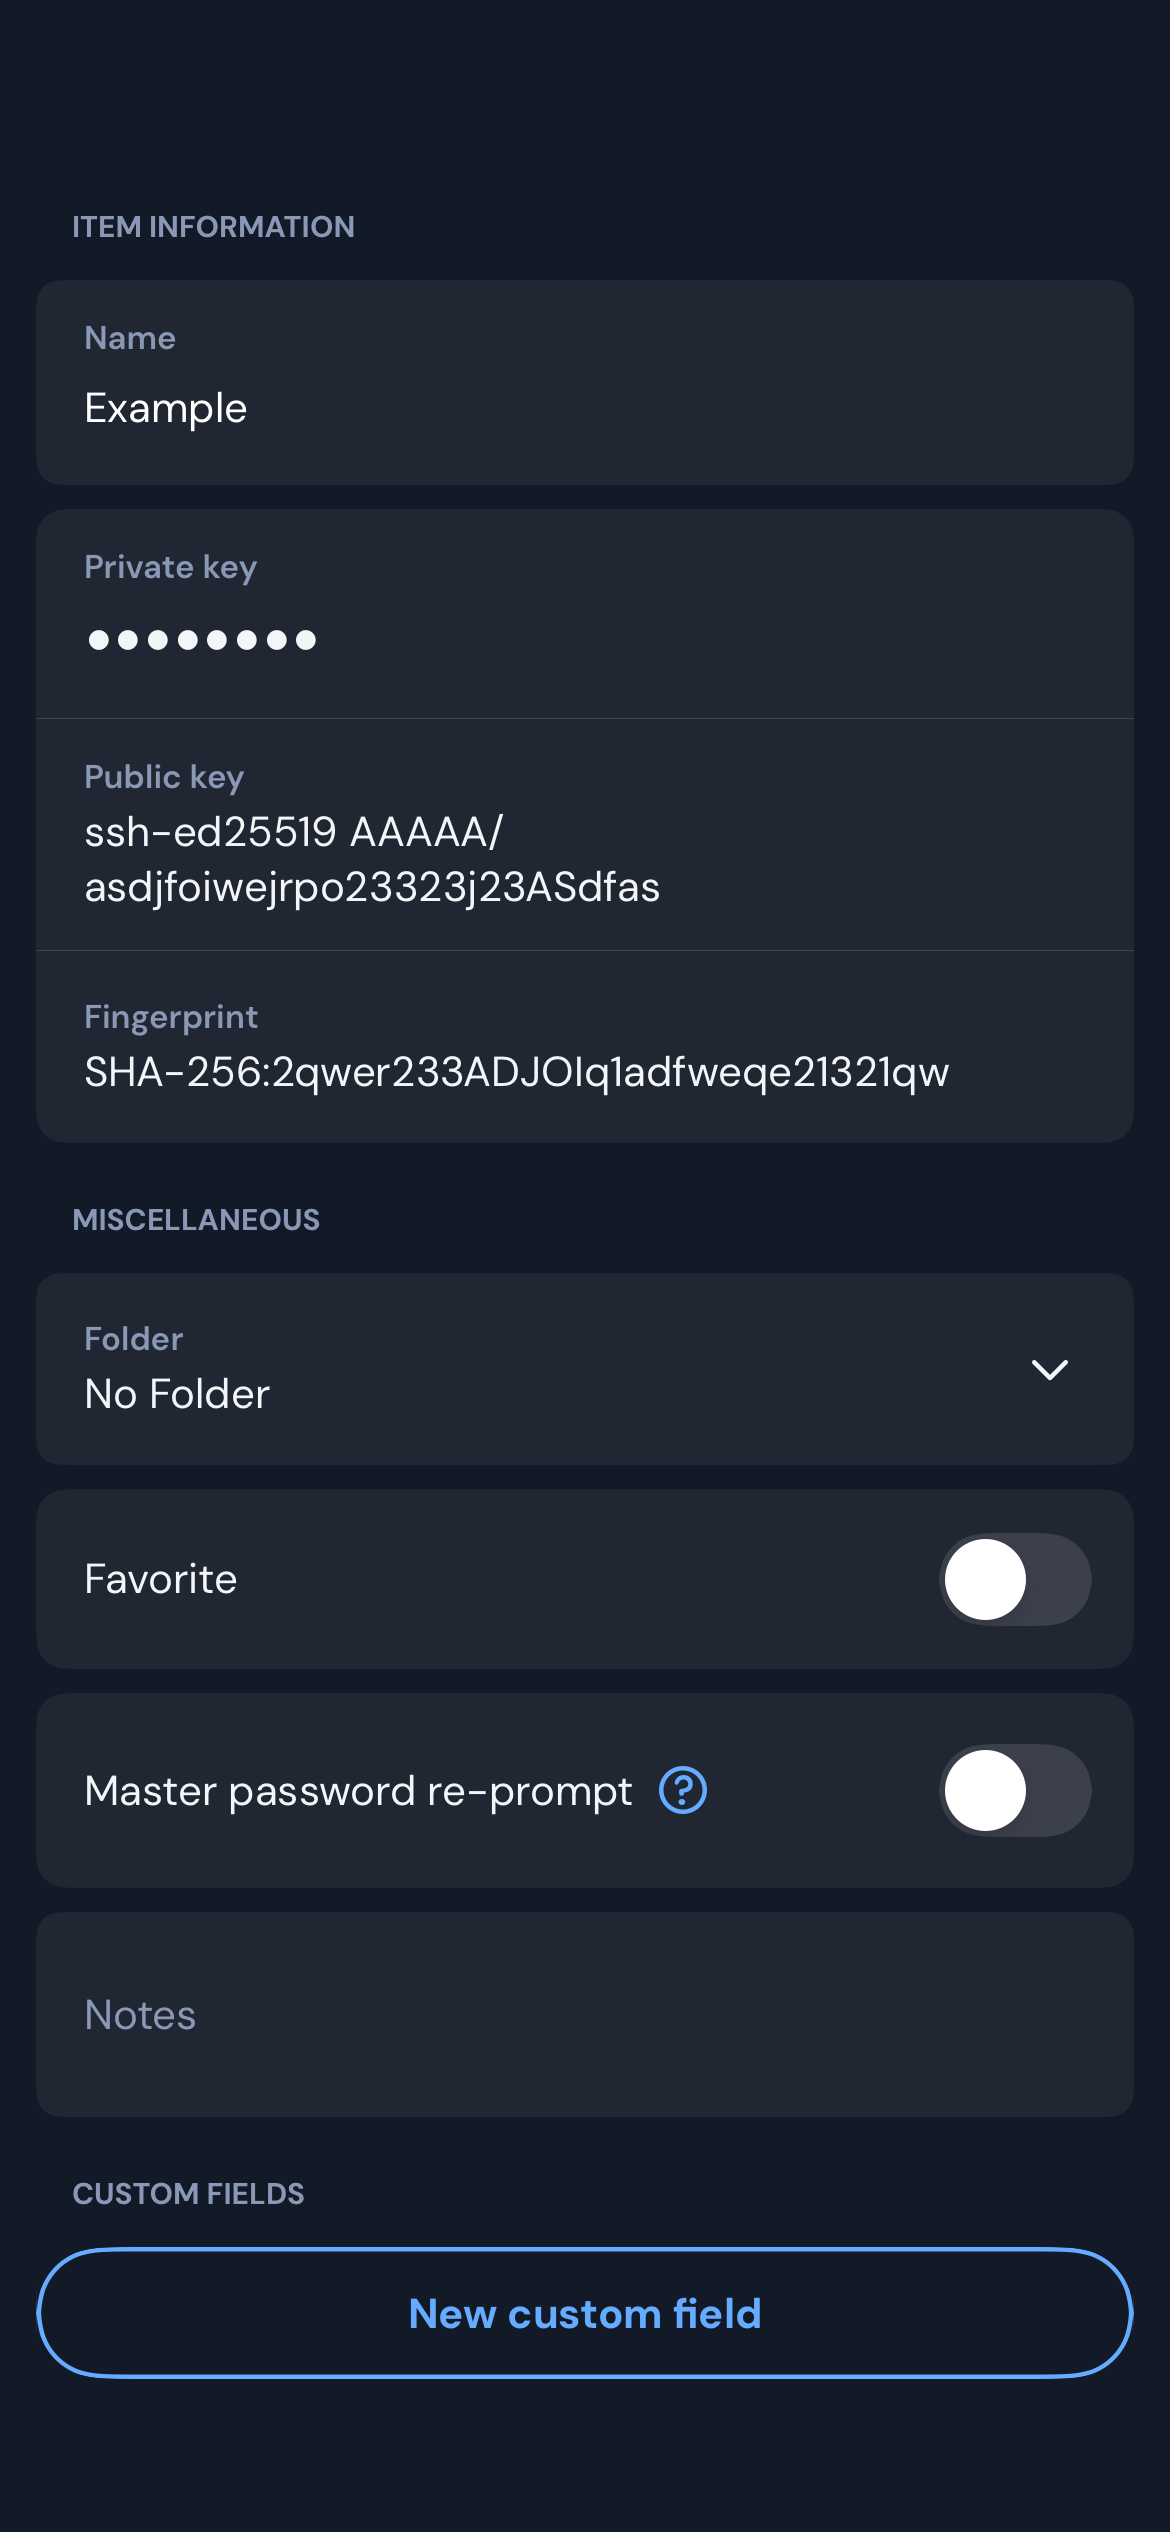 ITEM INFORMATION
Name
Example
Private key
●●●●●●●●
Public key
ssh-ed25519 AAAAA/
asdjfoiwejrpo23323j23ASdfas
Fingerprint
SHA-256:2qwer233ADJOIq1adfweqe21321qw
MISCELLANEOUS
Folder
No Folder
Favorite
Master password re-prompt ?
Notes
CUSTOM FIELDS
New custom field